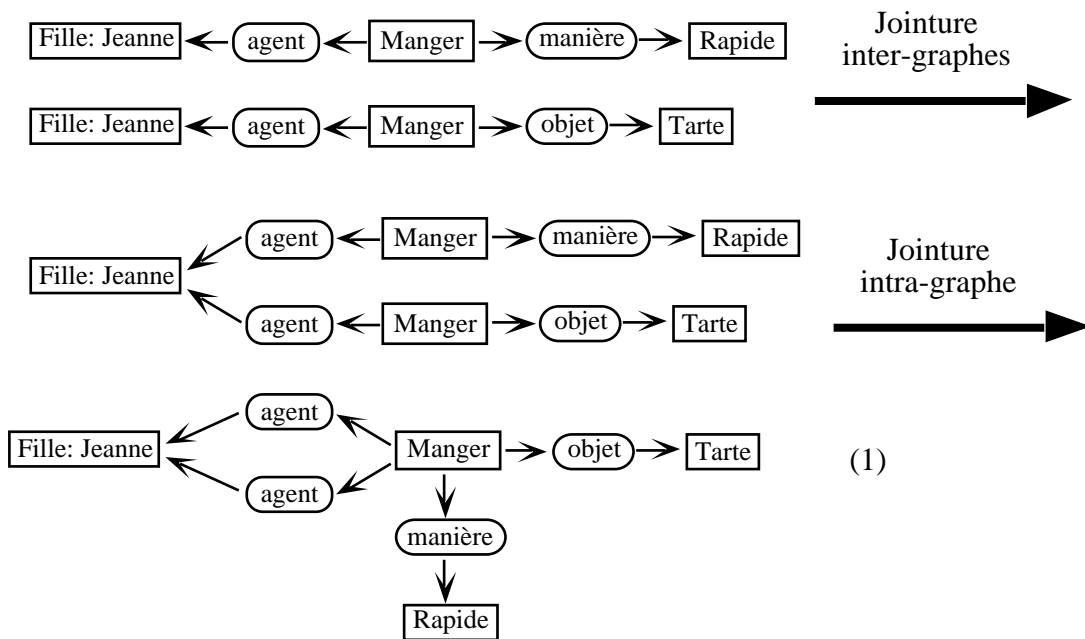 Fille: Jeanne agent Manger manière Rapide
Jointure
inter-graphes
Fille: Jeanne agent Manger objet Tarte
agent Manger manière Rapide
Fille: Jeanne
Jointure
intra-graphe
agent Manger objet Tarte
agent
Fille: Jeanne Manger objet Tarte (1)
agent
manière
Rapide